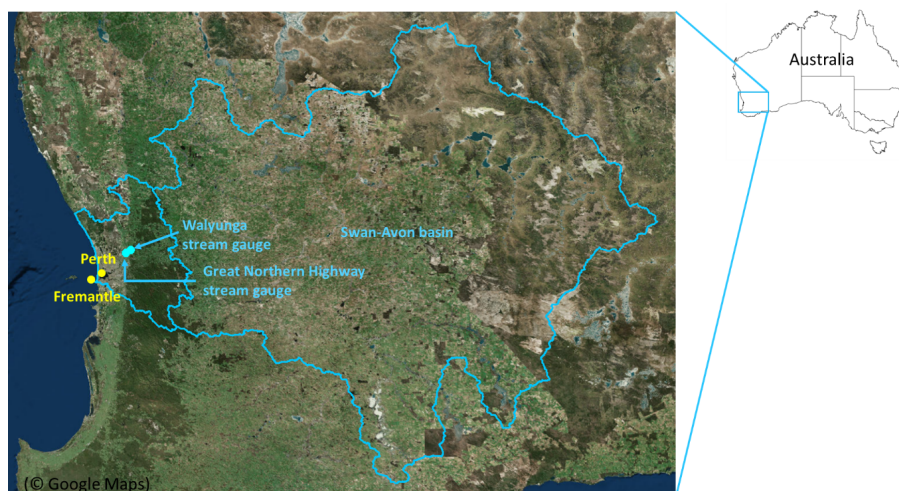 Australia
Walyunga
stream gauge
Swan-Avon basin
Perth
Great Northern Highway
stream gauge
Fremantle
(© Google Maps)